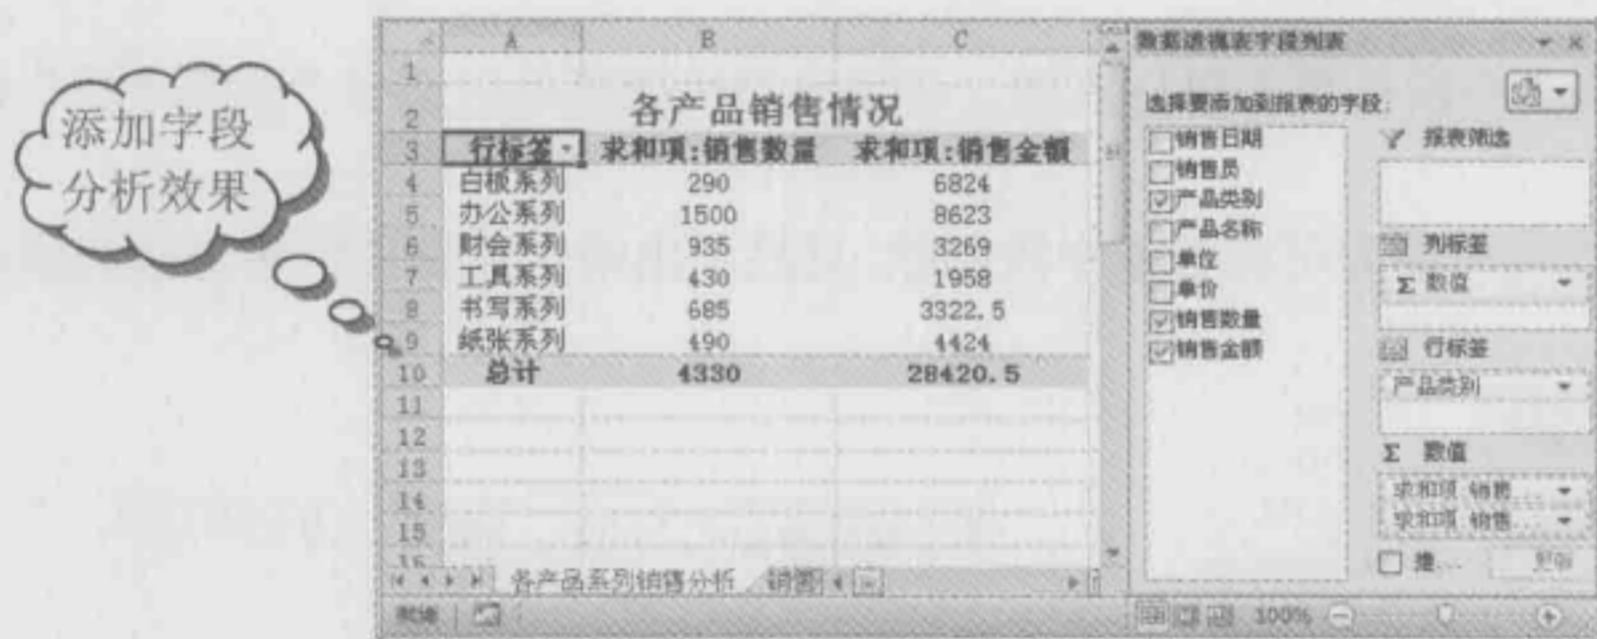 添加字段
分析效果
A B C
1
2 各产品销售情况
3 行标签 求和项:销售数量 求和项:销售金额
4 白板系列 290 6824
5 办公系列 1500 8623
6 财会系列 935 3269
7 工具系列 430 1958
8 书写系列 685 3322.5
9 纸张系列 490 4424
10 总计 4330 28420.5
11
12
13
14
15
16
各产品系列销售分析 销售
就绪
数据透视表字段列表
选择要添加到报表的字段:
销售日期
销售员
产品类别
产品名称
单位
单价
销售数量
销售金额
报表筛选
列标签
Σ 数值
行标签
产品类别
Σ 数值
求和项 销售...
求和项 销售...
推...
更新
100%